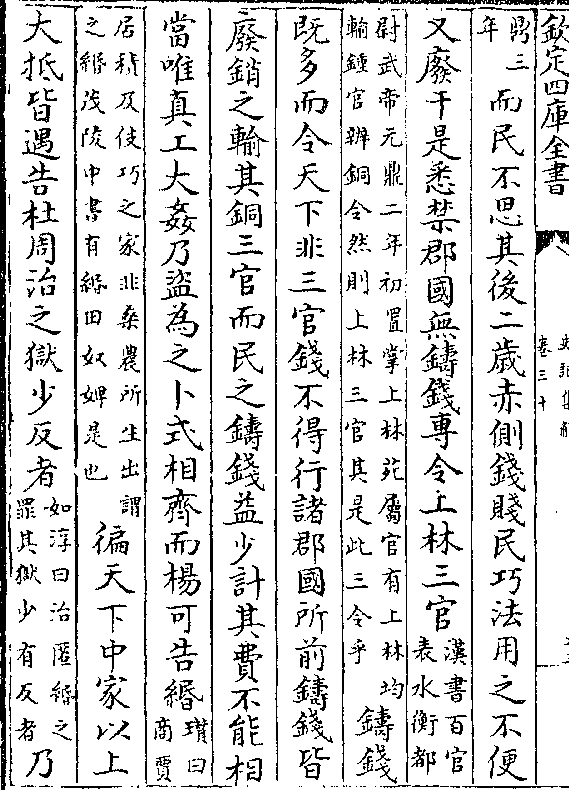 欽定四庫全書
史記集解
卷三十
鼎三
年
而民不思其後二歲赤側錢賤民巧法用之不便
又廢于是悉禁郡國無鑄錢專令上林三官
漢書百官
表水衡都
尉武帝元鼎二年初置掌上林苑屬官有上林均
輸鍾官辨銅令然則上林三官其是此三令乎
鑄錢
既多而令天下非三官錢不得行諸郡國所前鑄錢皆
廢銷之輸其銅三官而民之鑄錢益少計其費不能相
當唯真工大姦乃盜為之卜式相齊而楊可告緡
瓚曰
商賈
居積及伎巧之家非桑農所生出謂
之緡茂陵中書有緡田奴婢是也
徧天下中家以上
大抵皆遇告杜周治之獄少反者
如淳曰治匿緡之
罪其獄少有反者
乃